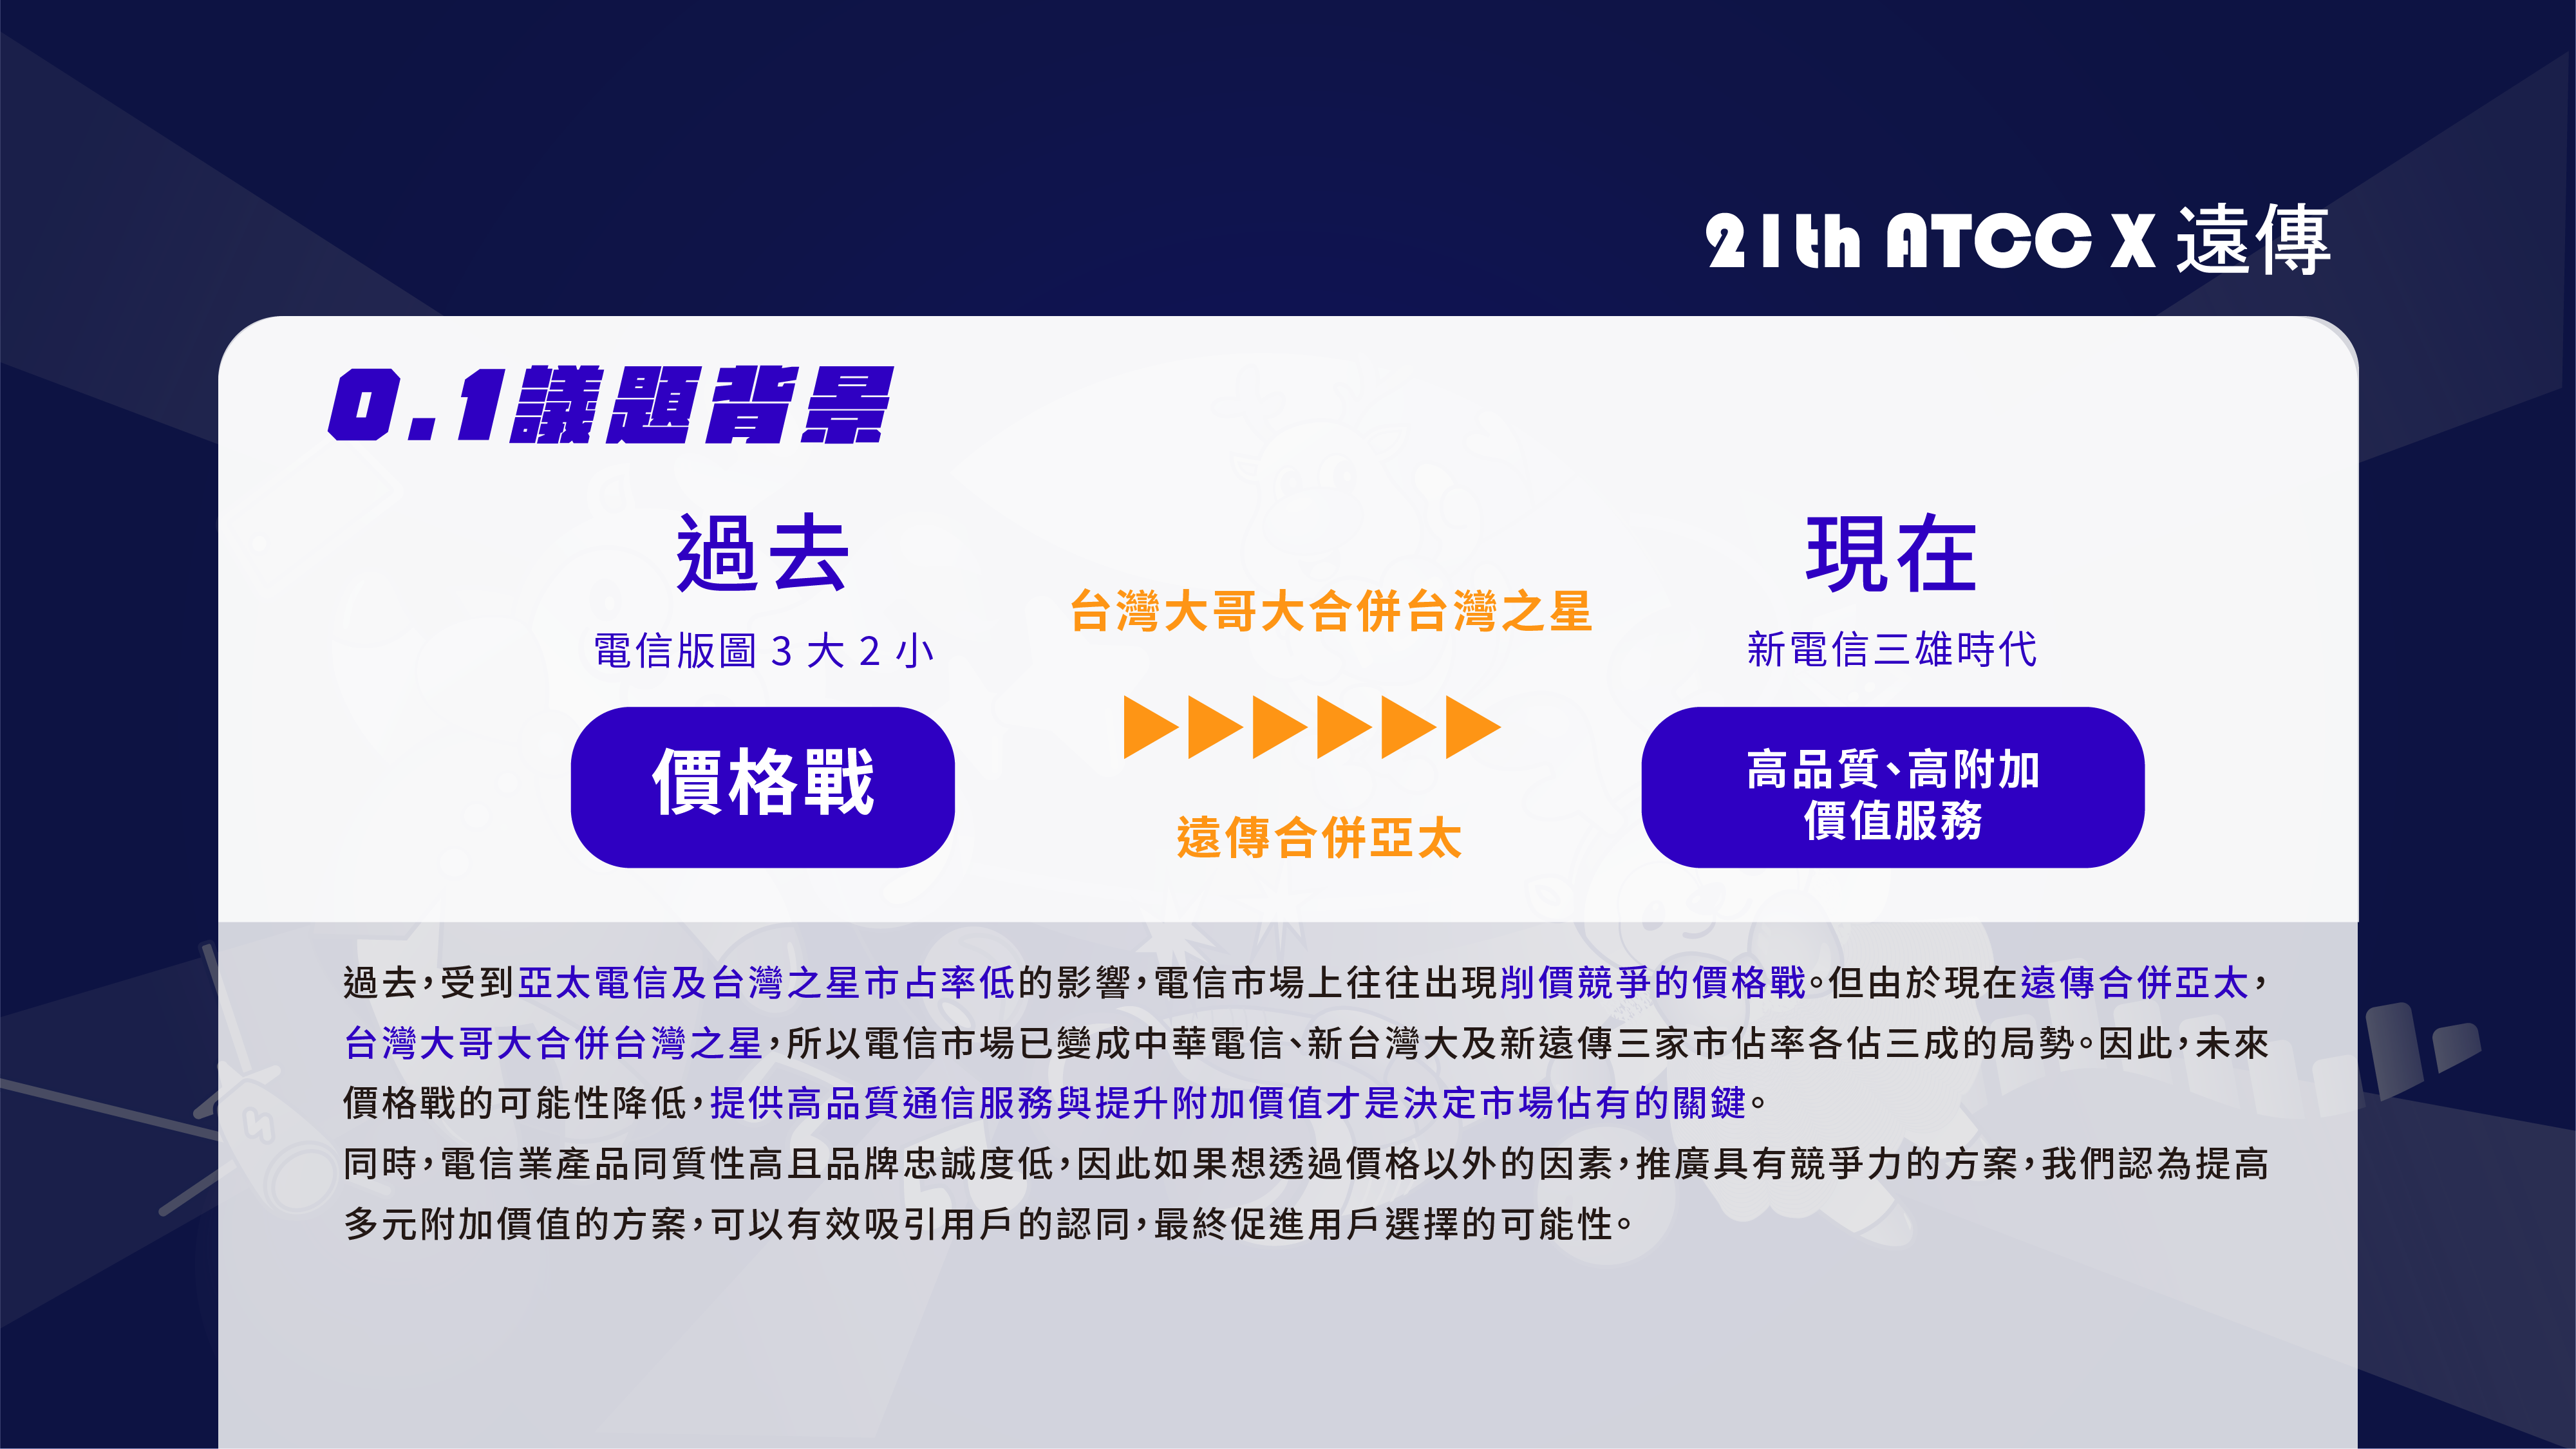 21th ATCC X 遠傳
0.1議題背景
過去
電信版圖 3 大 2 小
價格戰
台灣大哥大合併台灣之星
遠傳合併亞太
現在
新電信三雄時代
高品質、高附加
價值服務
過去，受到亞太電信及台灣之星市占率低的影響，電信市場上往往出現削價競爭的價格戰。但由於現在遠傳合併亞太，
台灣大哥大合併台灣之星，所以電信市場已變成中華電信、新台灣大及新遠傳三家市佔率各佔三成的局勢。因此，未來
價格戰的可能性降低，提供高品質通信服務與提升附加價值才是決定市場佔有的關鍵。
同時，電信業產品同質性高且品牌忠誠度低，因此如果想透過價格以外的因素，推廣具有競爭力的方案，我們認為提高
多元附加價值的方案，可以有效吸引用戶的認同，最終促進用戶選擇的可能性。